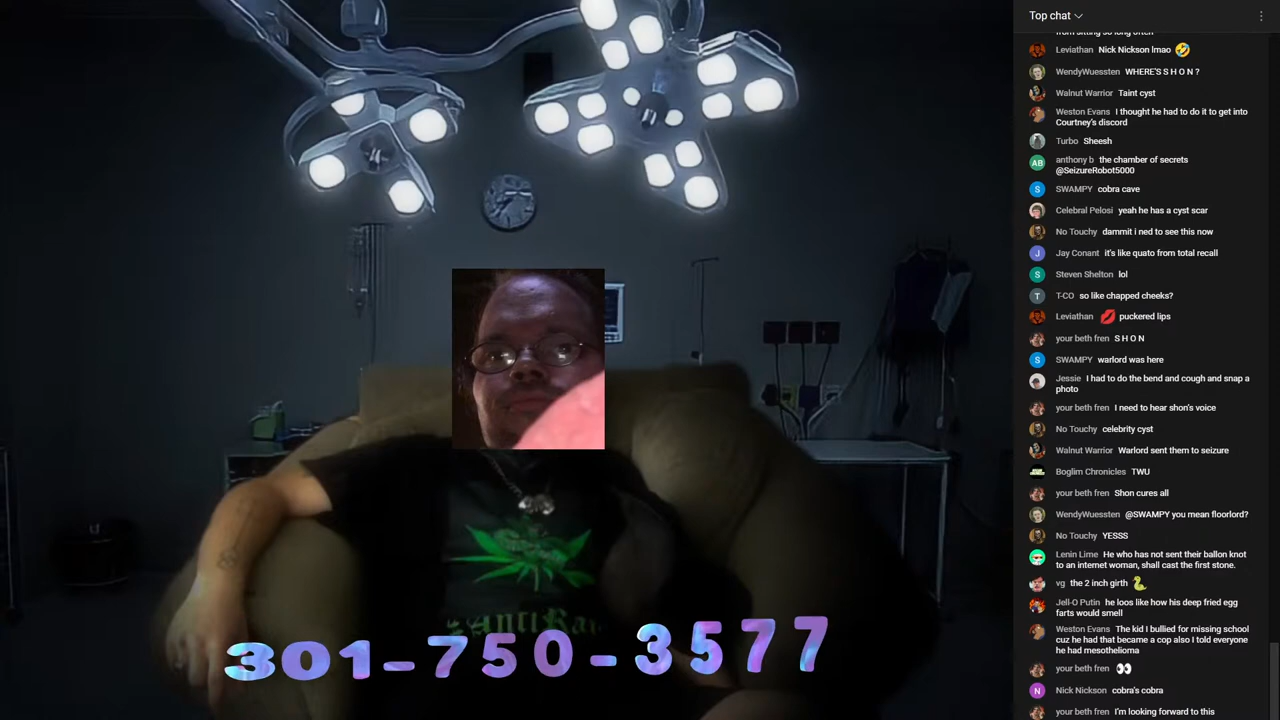 Top chat
from sitting so long often
Leviathan Nick Nickson lmao 🤣
WendyWuessten WHERE'S S H O N ?
Walnut Warrior Taint cyst
Weston Evans I thought he had to do it to get into
Courtney's discord
Turbo Sheesh
AB anthony b the chamber of secrets
@SeizureRobot5000
S SWAMPY cobra cave
Celebral Pelosi yeah he has a cyst scar
No Touchy dammit i ned to see this now
J Jay Conant it's like quato from total recall
S Steven Shelton lol
T T-CO so like chapped cheeks?
Leviathan 💋 puckered lips
your beth fren S H O N
S SWAMPY warlord was here
Jessie I had to do the bend and cough and snap a
photo
your beth fren I need to hear shon's voice
No Touchy celebrity cyst
Walnut Warrior Warlord sent them to seizure
Boglim Chronicles TWU
your beth fren Shon cures all
WendyWuessten @SWAMPY you mean floorlord?
No Touchy YESSS
Lenin Lime He who has not sent their ballon knot
to an internet woman, shall cast the first stone.
vg the 2 inch girth 🐍
Jell-O Putin he loos like how his deep fried egg
farts would smell
Weston Evans The kid I bullied for missing school
cuz he had that became a cop also I told everyone
he had mesothelioma
your beth fren 👀
N Nick Nickson cobra's cobra
your beth fren I'm looking forward to this
301-750-3577